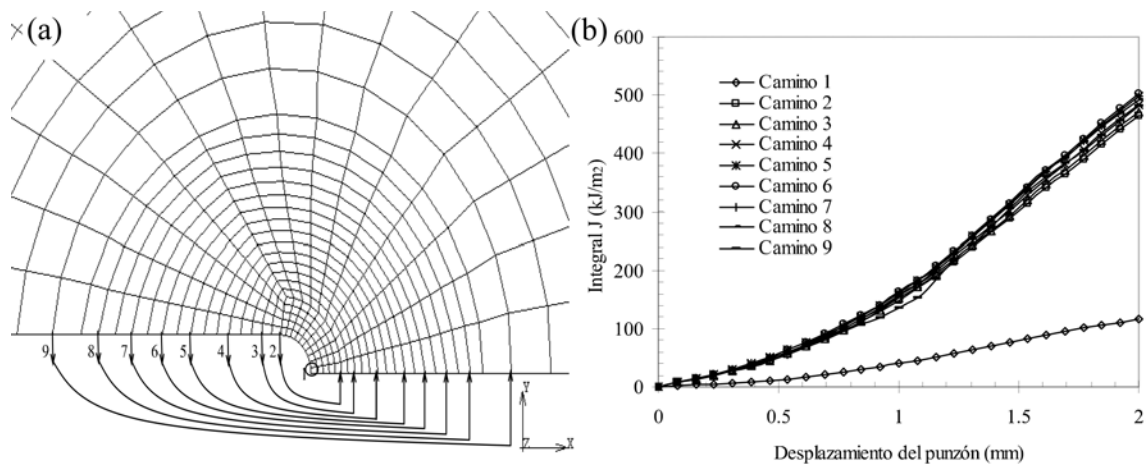 (a)
9 8 7 6 5 4 3 2
Y
Z X
(b)
Integral J (kJ/m2)
600
500
400
300
200
100
0
Camino 1
Camino 2
Camino 3
Camino 4
Camino 5
Camino 6
Camino 7
Camino 8
Camino 9
0 0.5 1 1.5 2
Desplazamiento del punzón (mm)